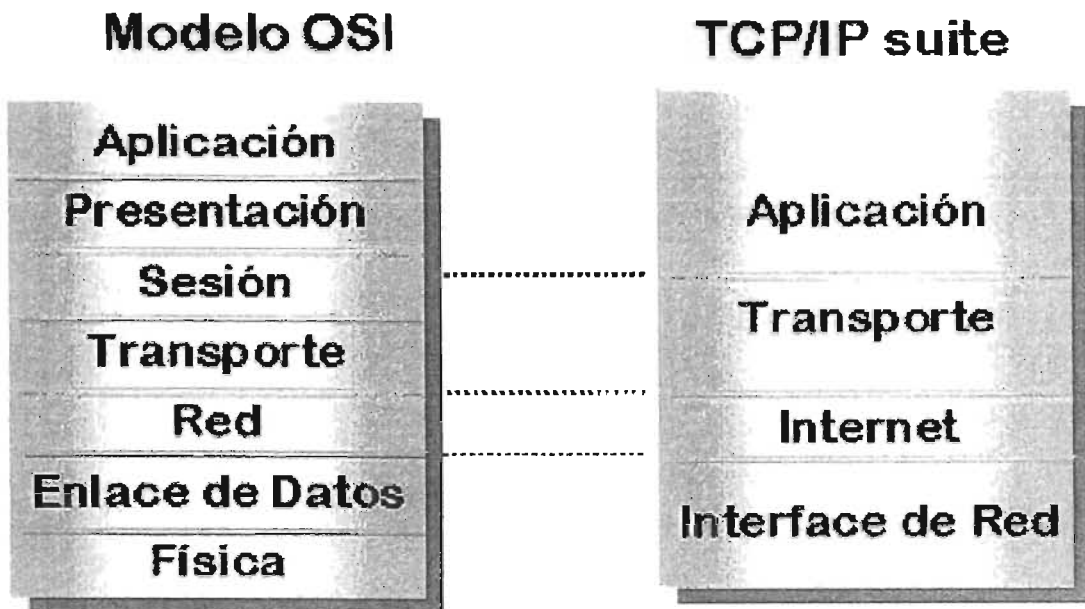 Modelo OSI
Aplicación
Presentación
Sesión
Transporte
Red
Enlace de Datos
Física
TCP/IP suite
Aplicación
Transporte
Internet
Interface de Red